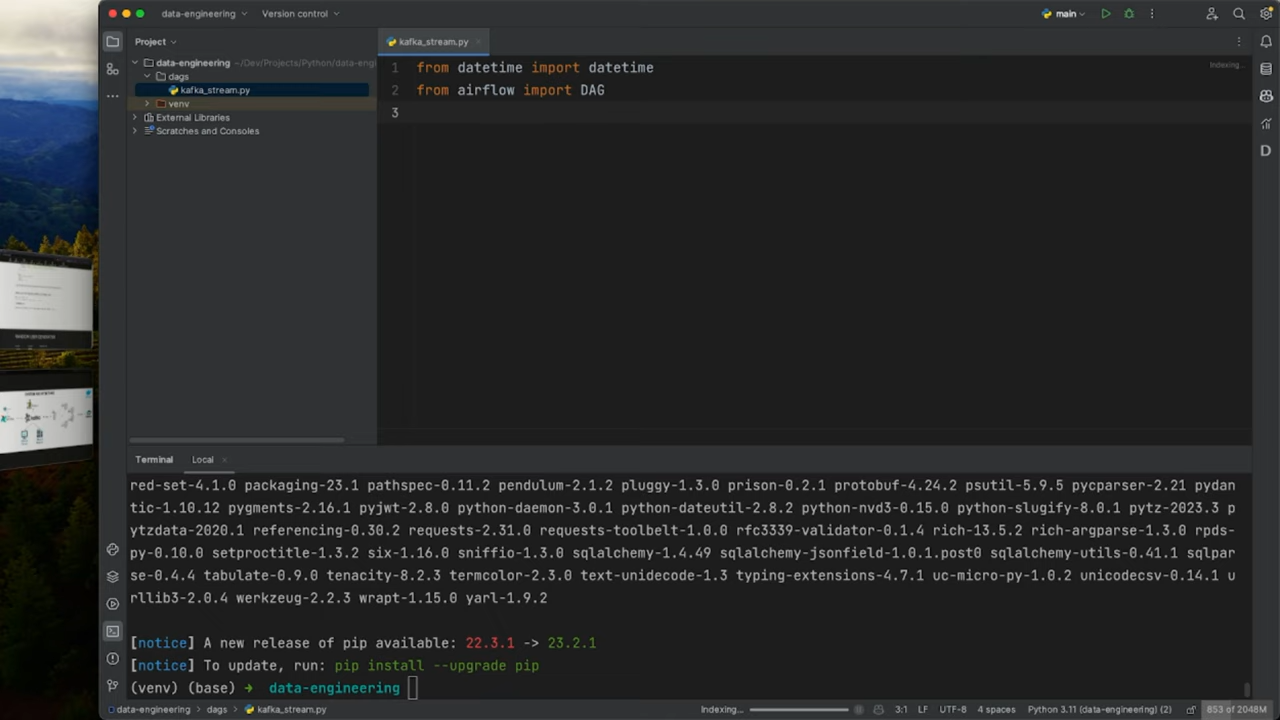 data-engineering
Version control
main
Project
kafka_stream.py
data-engineering ~/Dev/Projects/Python/data-engi
dags
kafka_stream.py
venv
External Libraries
Scratches and Consoles
1 from datetime import datetime
2 from airflow import DAG
3
Indexing...
D
Terminal
Local
red-set-4.1.0 packaging-23.1 pathspec-0.11.2 pendulum-2.1.2 pluggy-1.3.0 prison-0.2.1 protobuf-4.24.2 psutil-5.9.5 pycparser-2.21 pydan
tic-1.10.12 pygments-2.16.1 pyjwt-2.8.0 python-daemon-3.0.1 python-dateutil-2.8.2 python-nvd3-0.15.0 python-slugify-8.0.1 pytz-2023.3 p
ytzdata-2020.1 referencing-0.30.2 requests-2.31.0 requests-toolbelt-1.0.0 rfc3339-validator-0.1.4 rich-13.5.2 rich-argparse-1.3.0 rpds-
py-0.10.0 setproctitle-1.3.2 six-1.16.0 sniffio-1.3.0 sqlalchemy-1.4.49 sqlalchemy-jsonfield-1.0.1.post0 sqlalchemy-utils-0.41.1 sqlpar
se-0.4.4 tabulate-0.9.0 tenacity-8.2.3 termcolor-2.3.0 text-unidecode-1.3 typing-extensions-4.7.1 uc-micro-py-1.0.2 unicodecsv-0.14.1 u
rllib3-2.0.4 werkzeug-2.2.3 wrapt-1.15.0 yarl-1.9.2
[notice] A new release of pip available: 22.3.1 -> 23.2.1
[notice] To update, run: pip install --upgrade pip
(venv) (base) ➜ data-engineering
data-engineering > dags > kafka_stream.py
Indexing...
3:1 LF UTF-8 4 spaces Python 3.11 (data-engineering) (2) 853 of 2048M